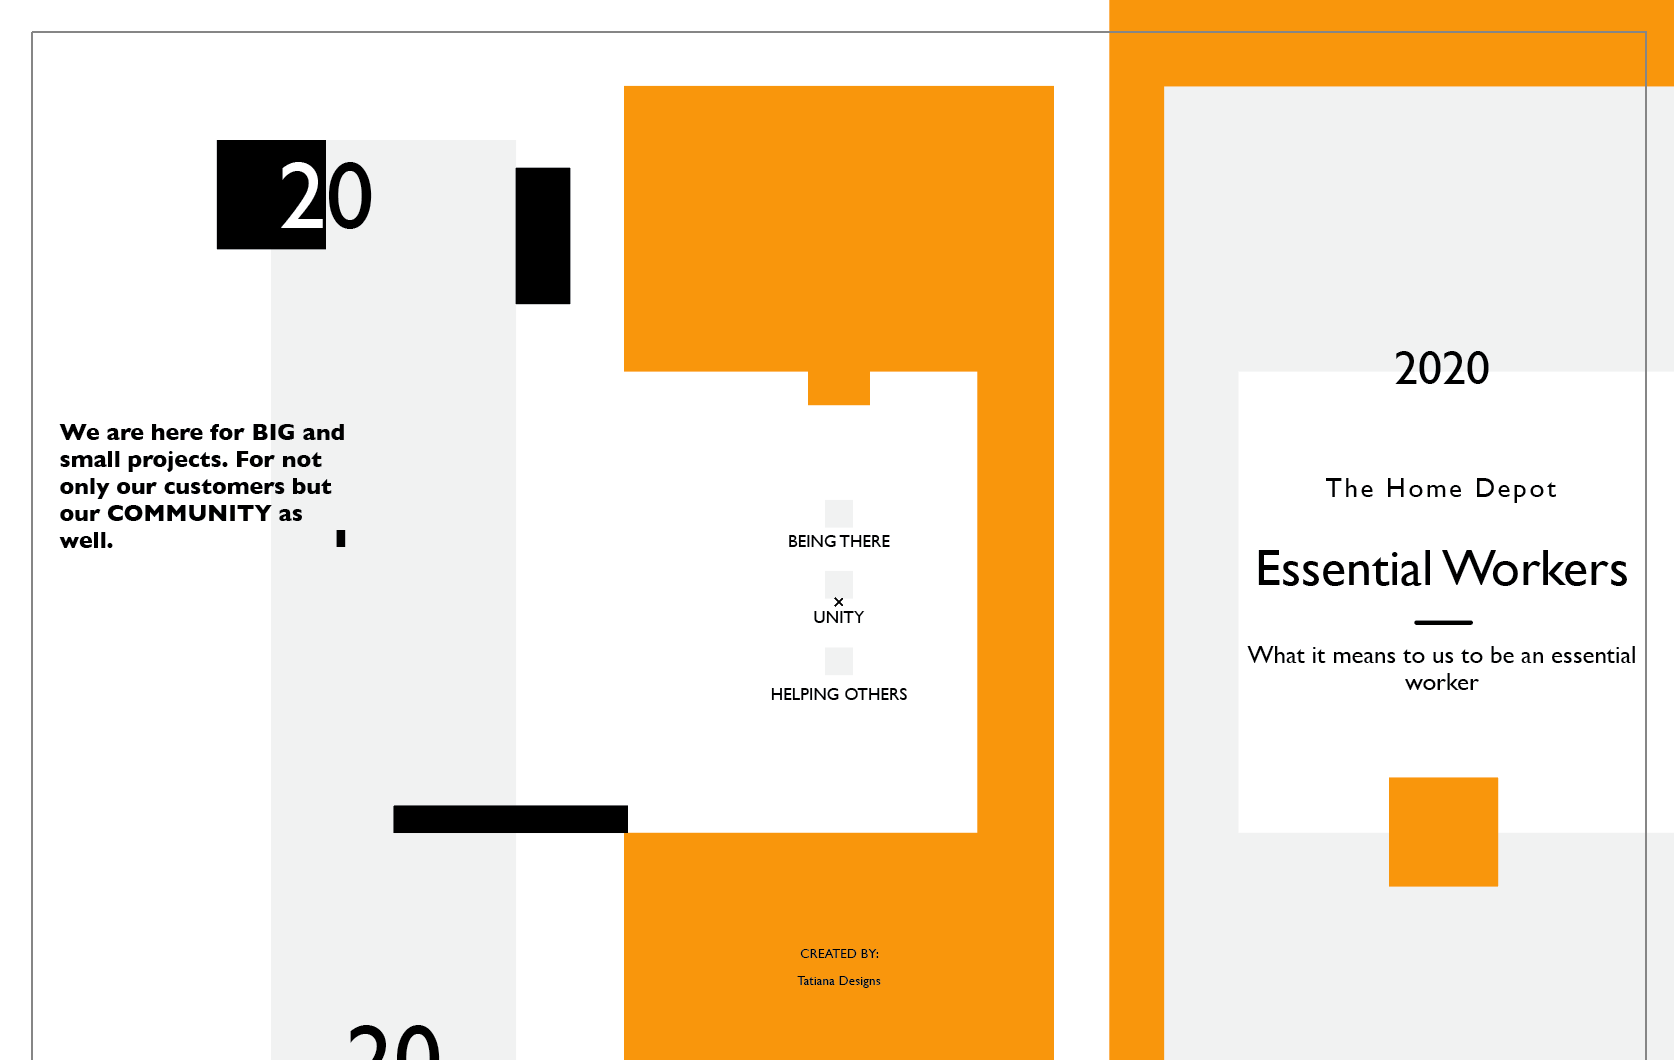 20
We are here for BIG and
small projects. For not
only our customers but
our COMMUNITY as
well.
20
BEING THERE
×
UNITY
HELPING OTHERS
CREATED BY:
Tatiana Designs
2020
The Home Depot
Essential Workers
What it means to us to be an essential
worker